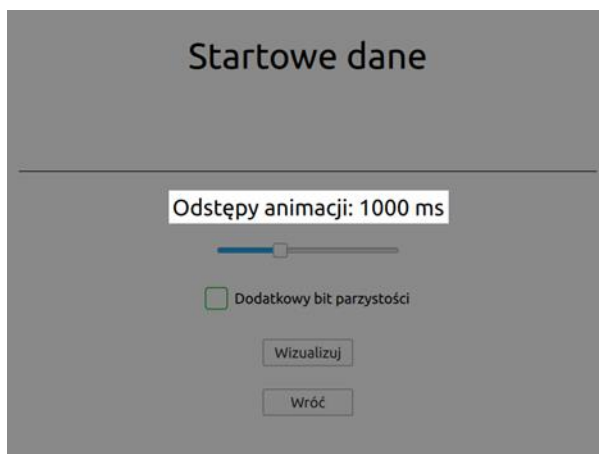 Startowe dane
Odstępy animacji: 1000 ms
Dodatkowy bit parzystości
Wizualizuj
Wróć